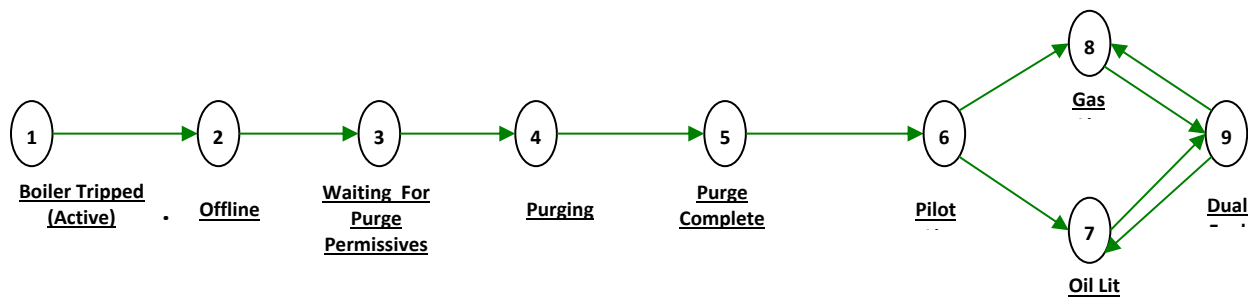 1
Boiler Tripped
(Active)
2
Offline
3
Waiting For
Purge
Permissives
4
Purging
5
Purge
Complete
6
Pilot
8
Gas
7
Oil Lit
9
Dual